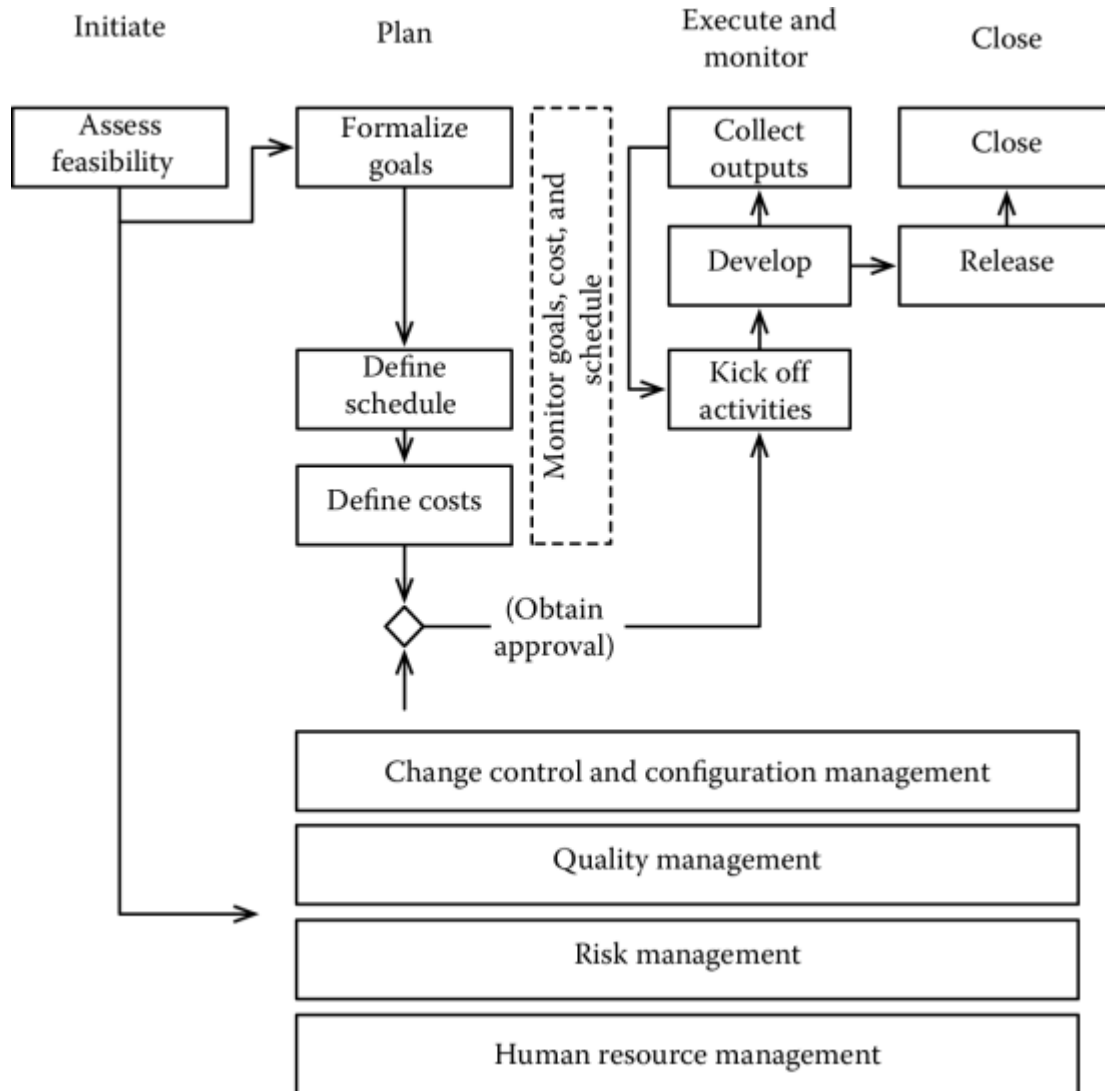 Initiate
Plan
Execute and
monitor
Close
Assess
feasibility
Formalize
goals
Define
schedule
Define costs
(Obtain
approval)
Monitor goals, cost, and
schedule
Collect
outputs
Develop
Kick off
activities
Close
Release
Change control and configuration management
Quality management
Risk management
Human resource management